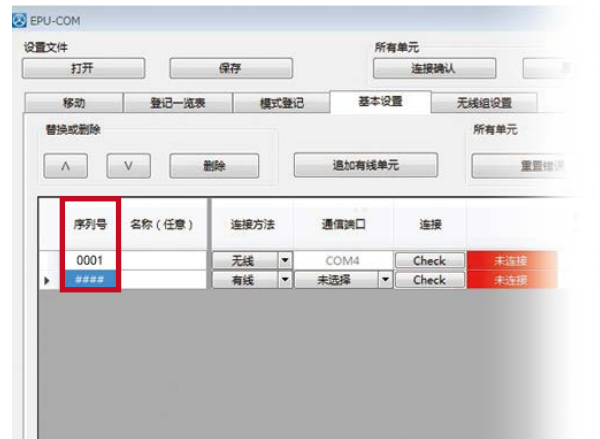 EPU-COM
设置文件 所有单元
打开 保存 连接确认
移动 登记一览表 模式登记 基本设置 无线组设置
替换或删除 所有单元
∧ ∨ 删除 追加有线单元 重置错误
序列号 名称（任意） 连接方法 通信端口 连接
0001 无线 COM4 Check 未连接
#### 有线 未选择 Check 未连接